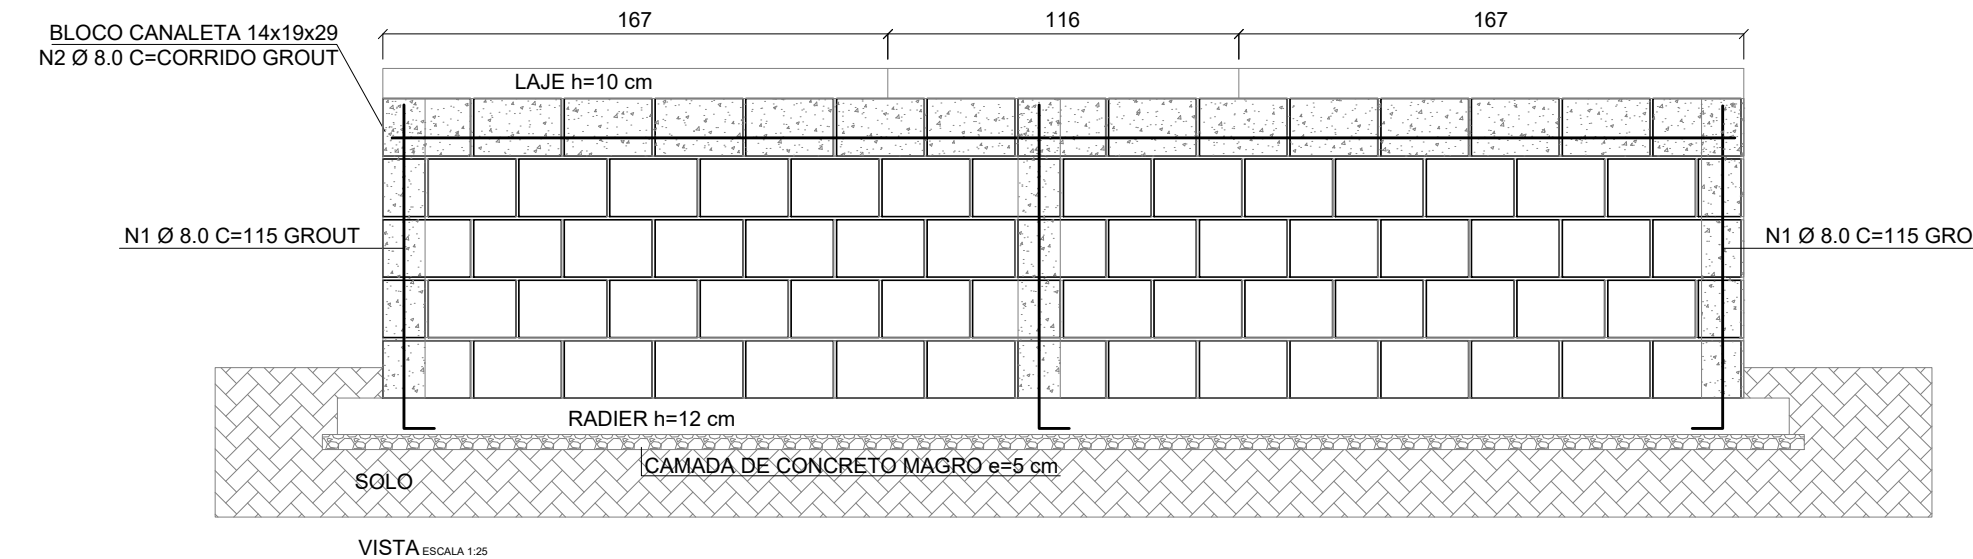 167
116
167
BLOCO CANALETA 14x19x29
N2 Ø 8.0 C=CORRIDO GROUT
LAJE h=10 cm
N1 Ø 8.0 C=115 GROUT
N1 Ø 8.0 C=115 GRO
RADIER h=12 cm
CAMADA DE CONCRETO MAGRO e=5 cm
SOLO
VISTA ESCALA 1:25